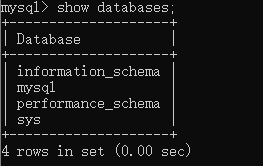 mysql> show databases;
+--------------------+
| Database           |
+--------------------+
| information_schema |
| mysql              |
| performance_schema |
| sys                |
+--------------------+
4 rows in set (0.00 sec)